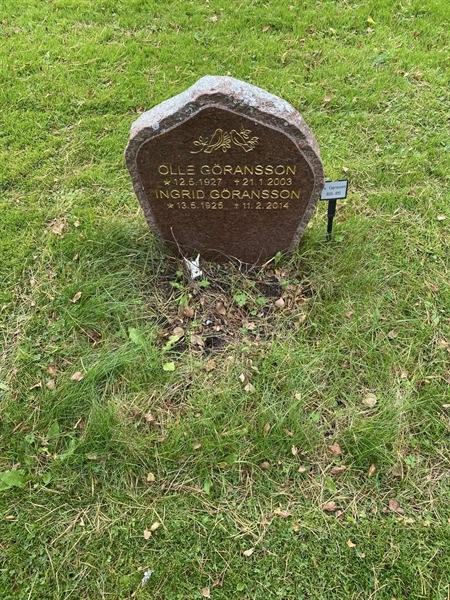 OLLE GÖRANSSON
★ 12.5.1927 + 21.1.2003
INGRID GÖRANSSON
★ 13.5.1925 + 11.2.2014